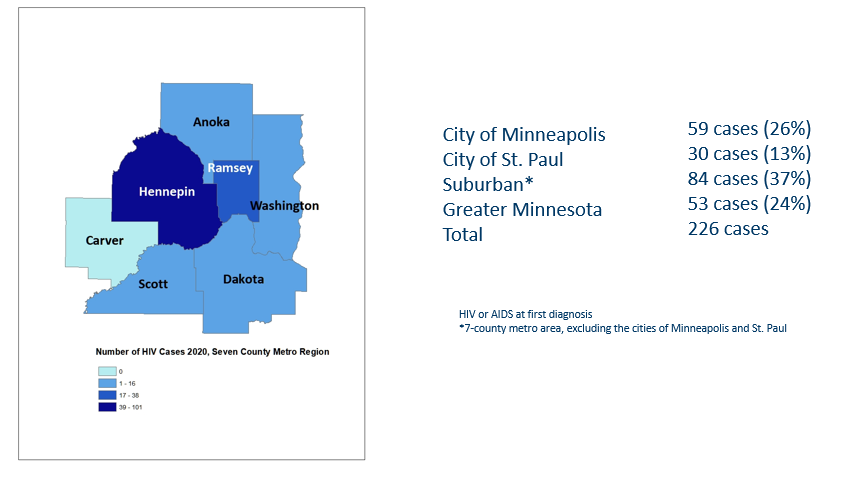 Anoka
Ramsey
Hennepin
Washington
Carver
Scott
Dakota
Number of HIV Cases 2020, Seven County Metro Region
0
1 - 16
17 - 38
39 - 101
City of Minneapolis 59 cases (26%)
City of St. Paul 30 cases (13%)
Suburban* 84 cases (37%)
Greater Minnesota 53 cases (24%)
Total 226 cases
HIV or AIDS at first diagnosis
*7-county metro area, excluding the cities of Minneapolis and St. Paul